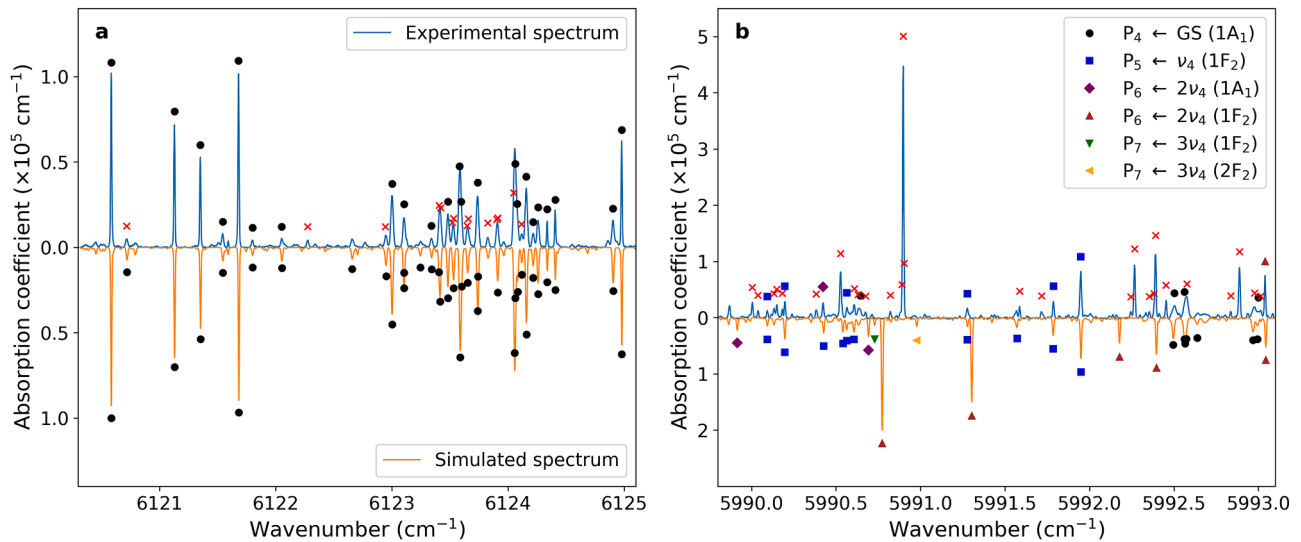 a
Experimental spectrum
Simulated spectrum
Absorption coefficient (×10⁵ cm⁻¹)
1.0
0.5
0.0
0.5
1.0
6121 6122 6123 6124 6125
Wavenumber (cm⁻¹)
b
P₄ ← GS (1A₁)
P₅ ← ν₄ (1F₂)
P₆ ← 2ν₄ (1A₁)
P₆ ← 2ν₄ (1F₂)
P₇ ← 3ν₄ (1F₂)
P₇ ← 3ν₄ (2F₂)
Absorption coefficient (×10⁵ cm⁻¹)
5
4
3
2
1
0
1
2
5990.0 5990.5 5991.0 5991.5 5992.0 5992.5 5993.0
Wavenumber (cm⁻¹)